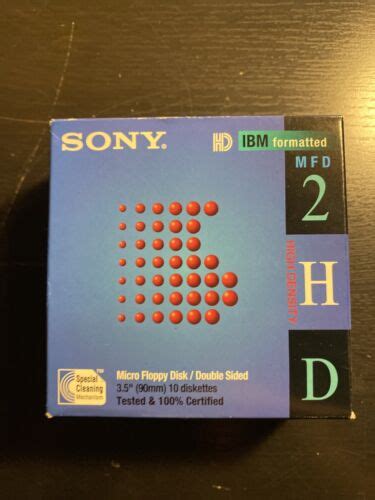 SONY.
HD IBM formatted
MFD
2
HIGH DENSITY
H
D
Special
Cleaning
Mechanism
TM
Micro Floppy Disk / Double Sided
3.5" (90mm) 10 diskettes
Tested & 100% Certified